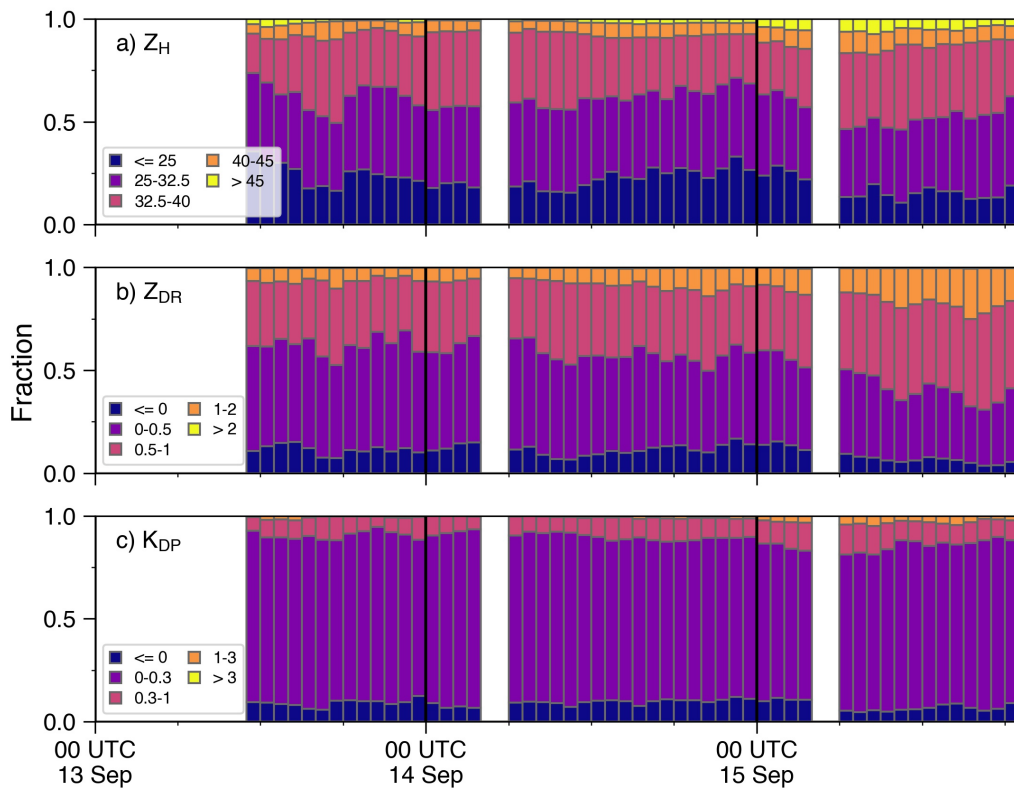 1.0
a) Z_H
0.5
<= 25 40-45
25-32.5 > 45
32.5-40
0.0
1.0
b) Z_DR
Fraction
0.5
<= 0 1-2
0-0.5 > 2
0.5-1
0.0
1.0
c) K_DP
0.5
<= 0 1-3
0-0.3 > 3
0.3-1
0.0
00 UTC 00 UTC 00 UTC
13 Sep 14 Sep 15 Sep